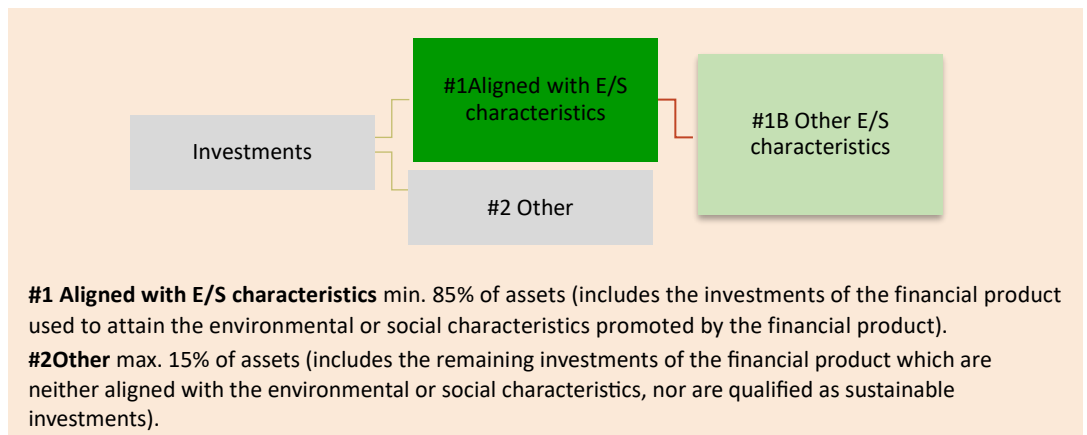 #1Aligned with E/S
characteristics
#1B Other E/S
characteristics
Investments
#2 Other
#1 Aligned with E/S characteristics min. 85% of assets (includes the investments of the financial product
used to attain the environmental or social characteristics promoted by the financial product).
#2Other max. 15% of assets (includes the remaining investments of the financial product which are
neither aligned with the environmental or social characteristics, nor are qualified as sustainable
investments).